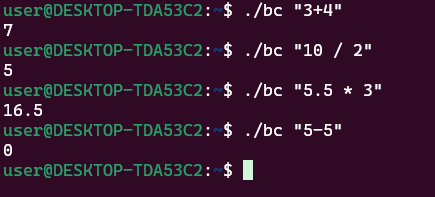 user@DESKTOP-TDA53C2:~$ ./bc "3+4"
7
user@DESKTOP-TDA53C2:~$ ./bc "10 / 2"
5
user@DESKTOP-TDA53C2:~$ ./bc "5.5 * 3"
16.5
user@DESKTOP-TDA53C2:~$ ./bc "5-5"
0
user@DESKTOP-TDA53C2:~$